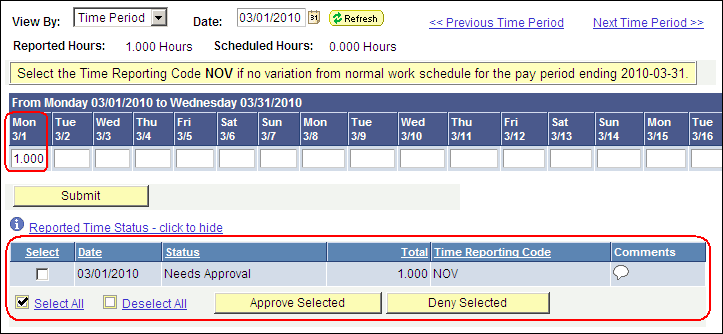 View By: Time Period Date: 03/01/2010 31 Refresh << Previous Time Period Next Time Period >>
Reported Hours: 1.000 Hours Scheduled Hours: 0.000 Hours
Select the Time Reporting Code NOV if no variation from normal work schedule for the pay period ending 2010-03-31.
From Monday 03/01/2010 to Wednesday 03/31/2010
Mon Tue Wed Thu Fri Sat Sun Mon Tue Wed Thu Fri Sat Sun Mon Tue
3/1 3/2 3/3 3/4 3/5 3/6 3/7 3/8 3/9 3/10 3/11 3/12 3/13 3/14 3/15 3/16
1.000
Submit
Reported Time Status - click to hide
Select Date Status Total Time Reporting Code Comments
03/01/2010 Needs Approval 1.000 NOV
Select All Deselect All Approve Selected Deny Selected